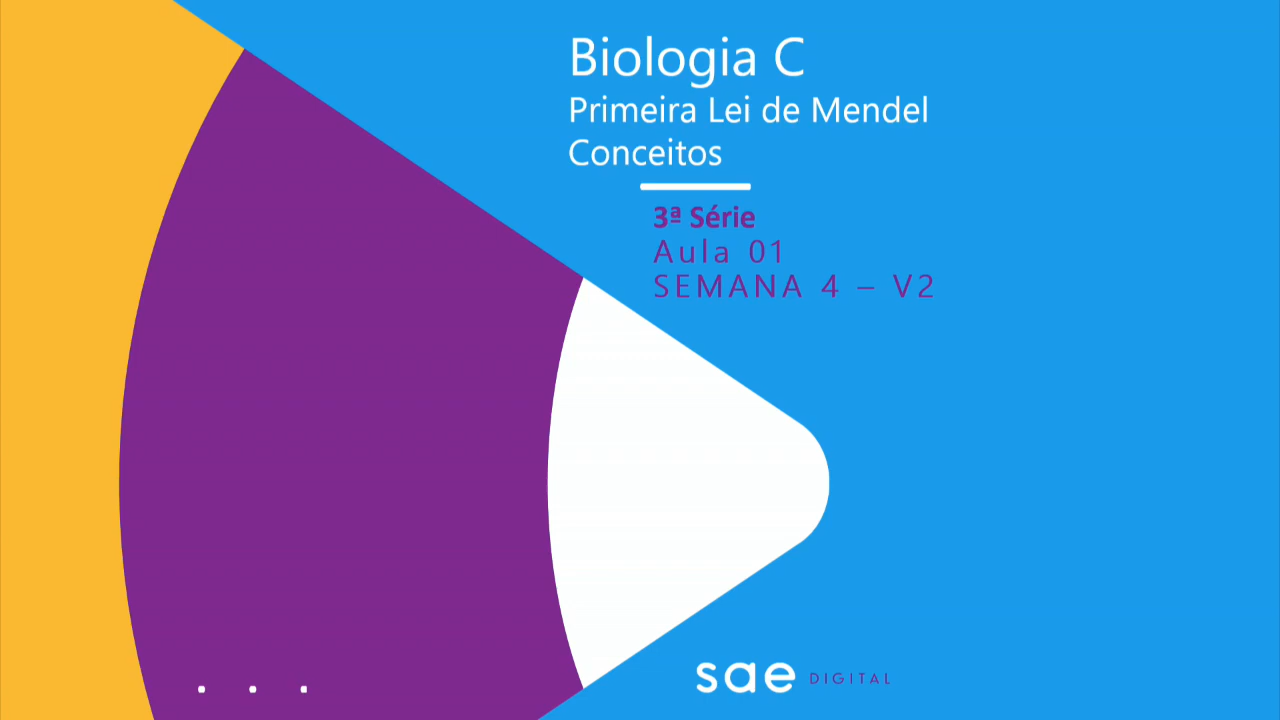 Biologia C
Primeira Lei de Mendel
Conceitos
3ª Série
Aula 01
SEMANA 4 – V2
sae DIGITAL